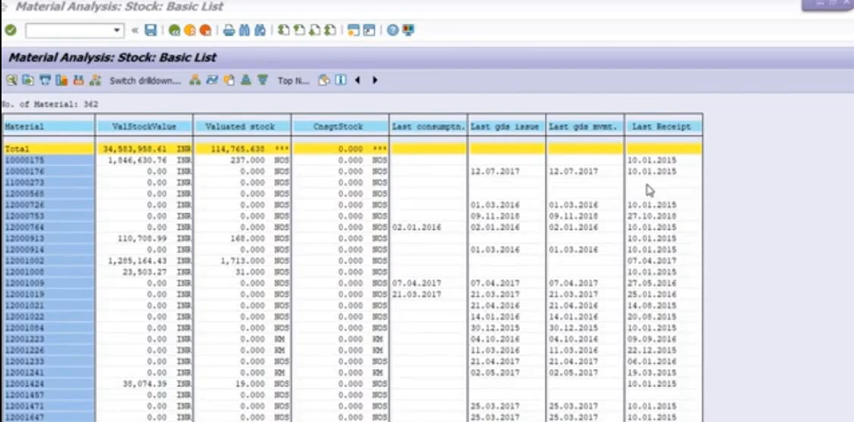 Material Analysis: Stock: Basic List
Material Analysis: Stock: Basic List
Switch drilldown... Top N...
No. of Material: 362
Material ValStockValue Valuated stock CnsgtStock Last consumptn. Last gds issue Last gds mvmt. Last Receipt
Total 34,583,958.61 INR 114,765.638 *** 0.000 ***
10000175 1,846,630.76 INR 237.000 NOS 0.000 NOS 10.01.2015
10000176 0.00 INR 0.000 NOS 0.000 NOS 12.07.2017 12.07.2017 10.01.2015
11000273 0.00 INR 0.000 NOS 0.000 NOS
12000568 0.00 INR 0.000 NOS 0.000 NOS
12000726 0.00 INR 0.000 NOS 0.000 NOS 01.03.2016 01.03.2016 10.01.2015
12000753 0.00 INR 0.000 NOS 0.000 NOS 09.11.2018 09.11.2018 27.10.2018
12000764 0.00 INR 0.000 NOS 0.000 NOS 02.01.2016 02.01.2016 02.01.2016 10.01.2015
12000913 110,708.99 INR 168.000 NOS 0.000 NOS 10.01.2015
12000914 0.00 INR 0.000 NOS 0.000 NOS 01.03.2016 01.03.2016 10.01.2015
12001002 1,285,164.43 INR 1,713.000 NOS 0.000 NOS 07.04.2017
12001008 23,503.27 INR 31.000 NOS 0.000 NOS 10.01.2015
12001009 0.00 INR 0.000 NOS 0.000 NOS 07.04.2017 07.04.2017 07.04.2017 27.05.2016
12001019 0.00 INR 0.000 NOS 0.000 NOS 21.03.2017 21.03.2017 21.03.2017 25.01.2016
12001021 0.00 INR 0.000 NOS 0.000 NOS 21.04.2016 21.04.2016 14.08.2015
12001022 0.00 INR 0.000 NOS 0.000 NOS 14.01.2016 14.01.2016 20.08.2015
12001084 0.00 INR 0.000 NOS 0.000 NOS 30.12.2015 30.12.2015 10.01.2015
12001223 0.00 INR 0.000 KM 0.000 KM 04.10.2016 04.10.2016 09.09.2016
12001226 0.00 INR 0.000 KM 0.000 KM 11.03.2016 11.03.2016 22.12.2015
12001233 0.00 INR 0.000 NOS 0.000 NOS 21.04.2017 21.04.2017 06.01.2016
12001241 0.00 INR 0.000 KM 0.000 KM 02.05.2017 02.05.2017 19.03.2015
12001424 38,074.39 INR 19.000 NOS 0.000 NOS 10.01.2015
12001457 0.00 INR 0.000 NOS 0.000 NOS
12001471 0.00 INR 0.000 NOS 0.000 NOS 25.03.2017 25.03.2017 10.01.2015
12001647 0.00 INR 0.000 NOS 0.000 NOS 25.03.2017 25.03.2017 10.01.2015